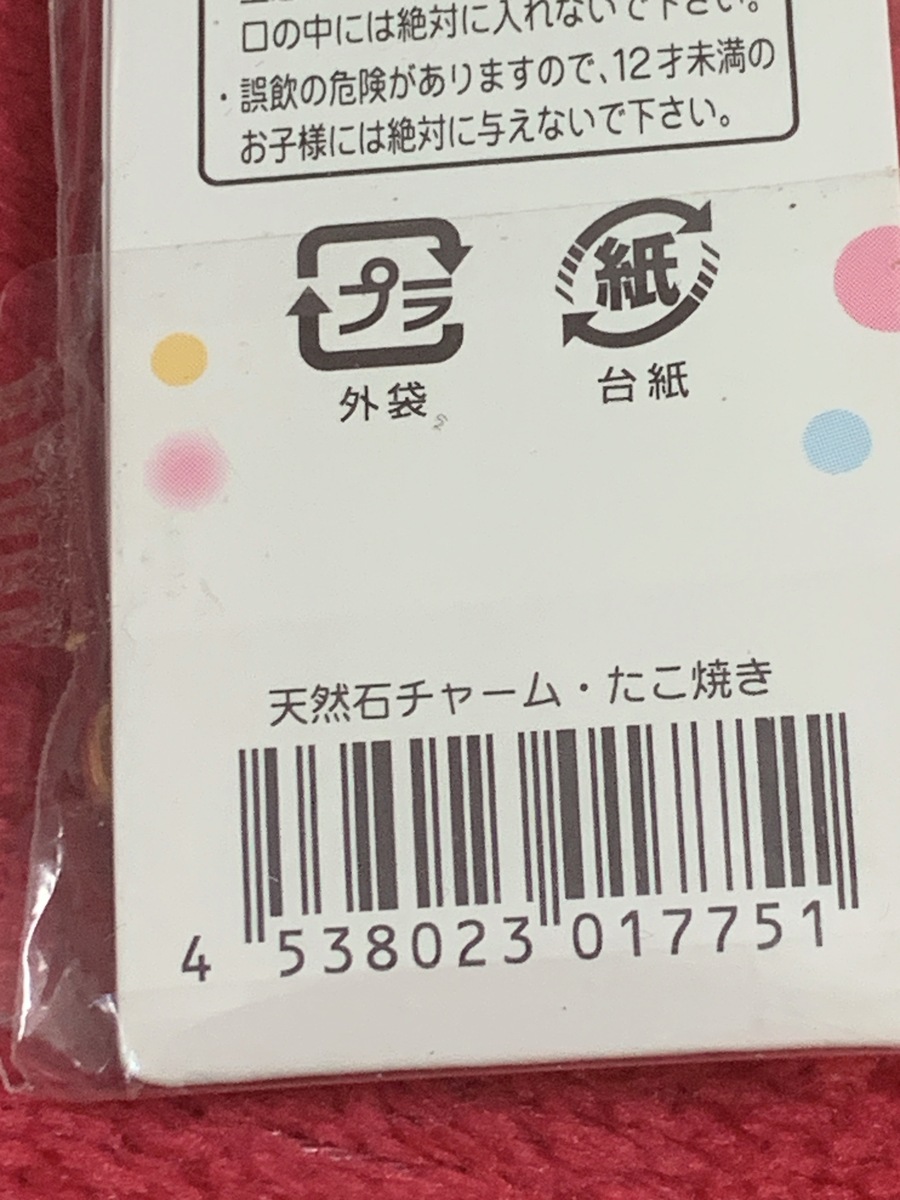 口の中には絶対に入れないで下さい。
・誤飲の危険がありますので、12才未満の
お子様には絶対に与えないで下さい。
プラ
紙
外袋
台紙
天然石チャーム・たこ焼き
4 538023 017751